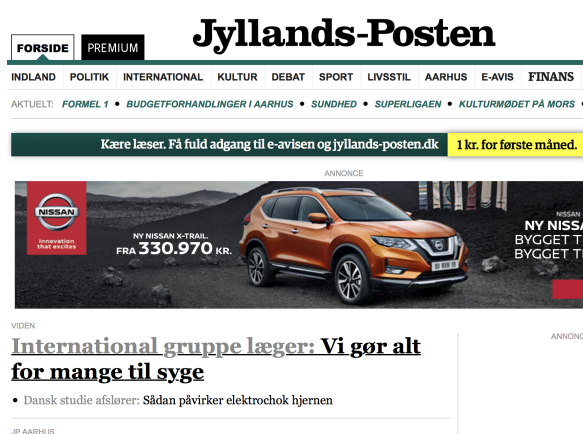 Jyllands-Posten
FORSIDE PREMIUM
INDLAND POLITIK INTERNATIONAL KULTUR DEBAT SPORT LIVSSTIL AARHUS E-AVIS FINANS
AKTUELT: FORMEL 1 • BUDGETFORHANDLINGER I AARHUS • SUNDHED • SUPERLIGAEN • KULTURMØDET PÅ MORS •
Kære læser. Få fuld adgang til e-avisen og jyllands-posten.dk 1 kr. for første måned.
ANNONCE
NISSAN
Innovation
that excites
NY NISSAN X-TRAIL.
FRA 330.970 KR.
NISSAN
NY NISSA
BYGGET T
BYGGET T
VIDEN
ANNONC
International gruppe læger: Vi gør alt
for mange til syge
• Dansk studie afslører: Sådan påvirker elektrochok hjernen
JP AARHUS